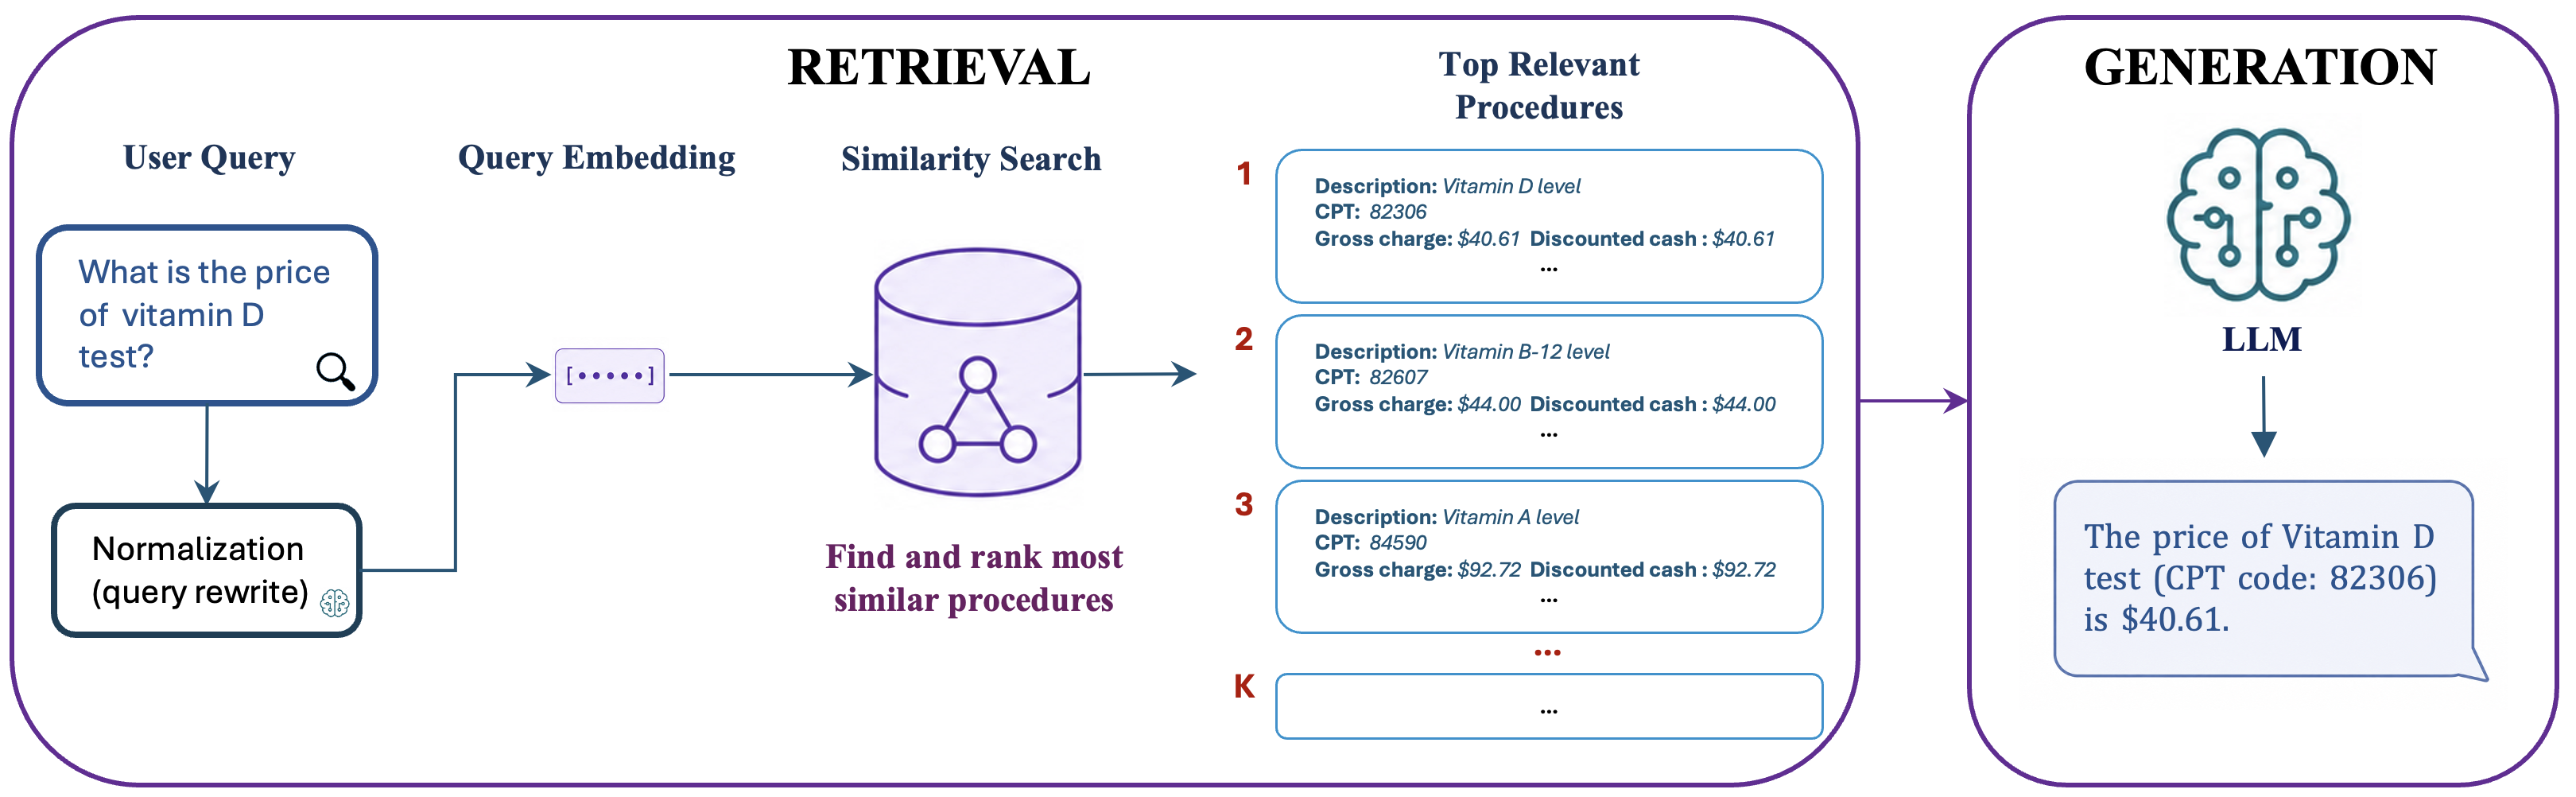 RETRIEVAL
User Query
What is the price
of vitamin D
test?
Normalization
(query rewrite)
Query Embedding
[•••••]
Similarity Search
Find and rank most
similar procedures
Top Relevant
Procedures
1
Description: Vitamin D level
CPT: 82306
Gross charge: $40.61 Discounted cash : $40.61
...
2
Description: Vitamin B-12 level
CPT: 82607
Gross charge: $44.00 Discounted cash : $44.00
...
3
Description: Vitamin A level
CPT: 84590
Gross charge: $92.72 Discounted cash : $92.72
...
...
K
...
GENERATION
LLM
The price of Vitamin D
test (CPT code: 82306)
is $40.61.